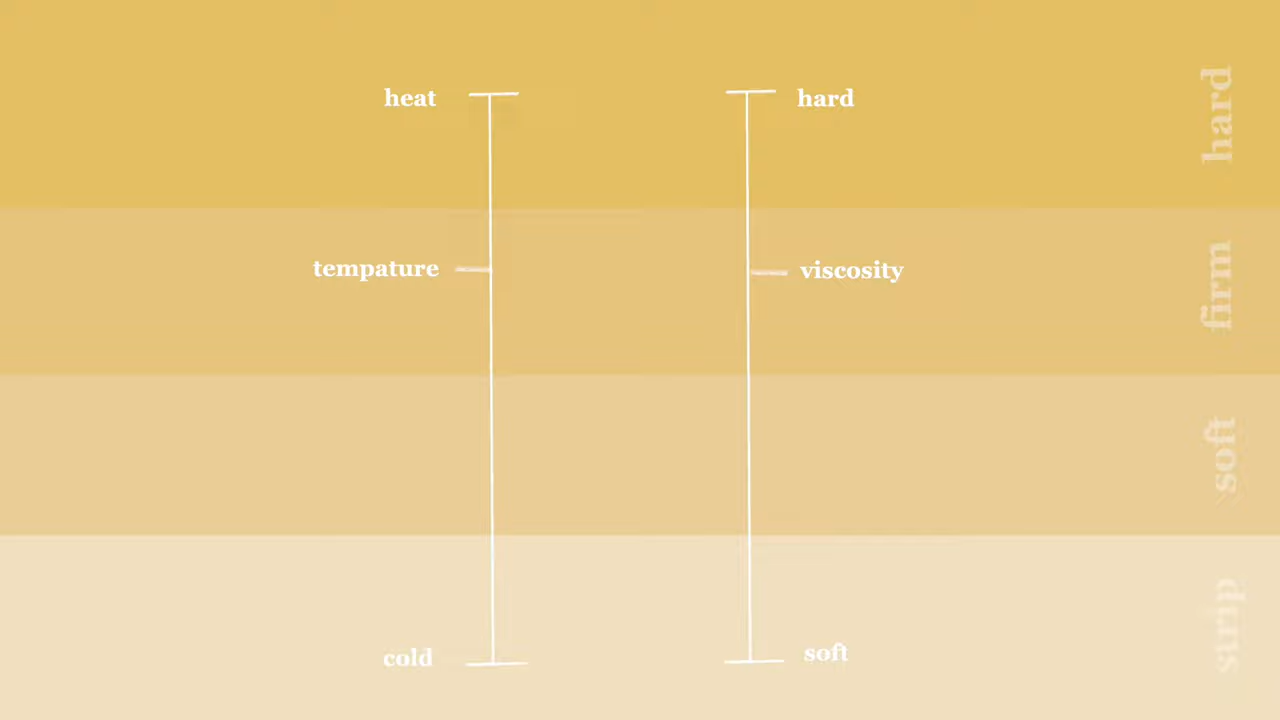 heat
hard
tempature
viscosity
cold
soft
hard
firm
soft
strip